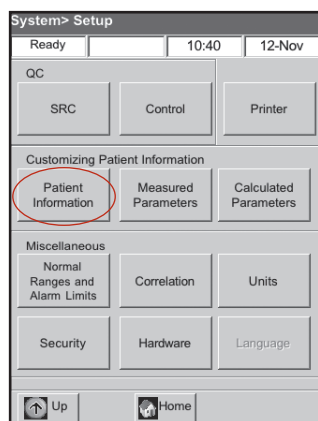 System> Setup
Ready 10:40 12-Nov
QC
SRC Control Printer
Customizing Patient Information
Patient Information Measured Parameters Calculated Parameters
Miscellaneous
Normal Ranges and Alarm Limits Correlation Units
Security Hardware Language
Up Home